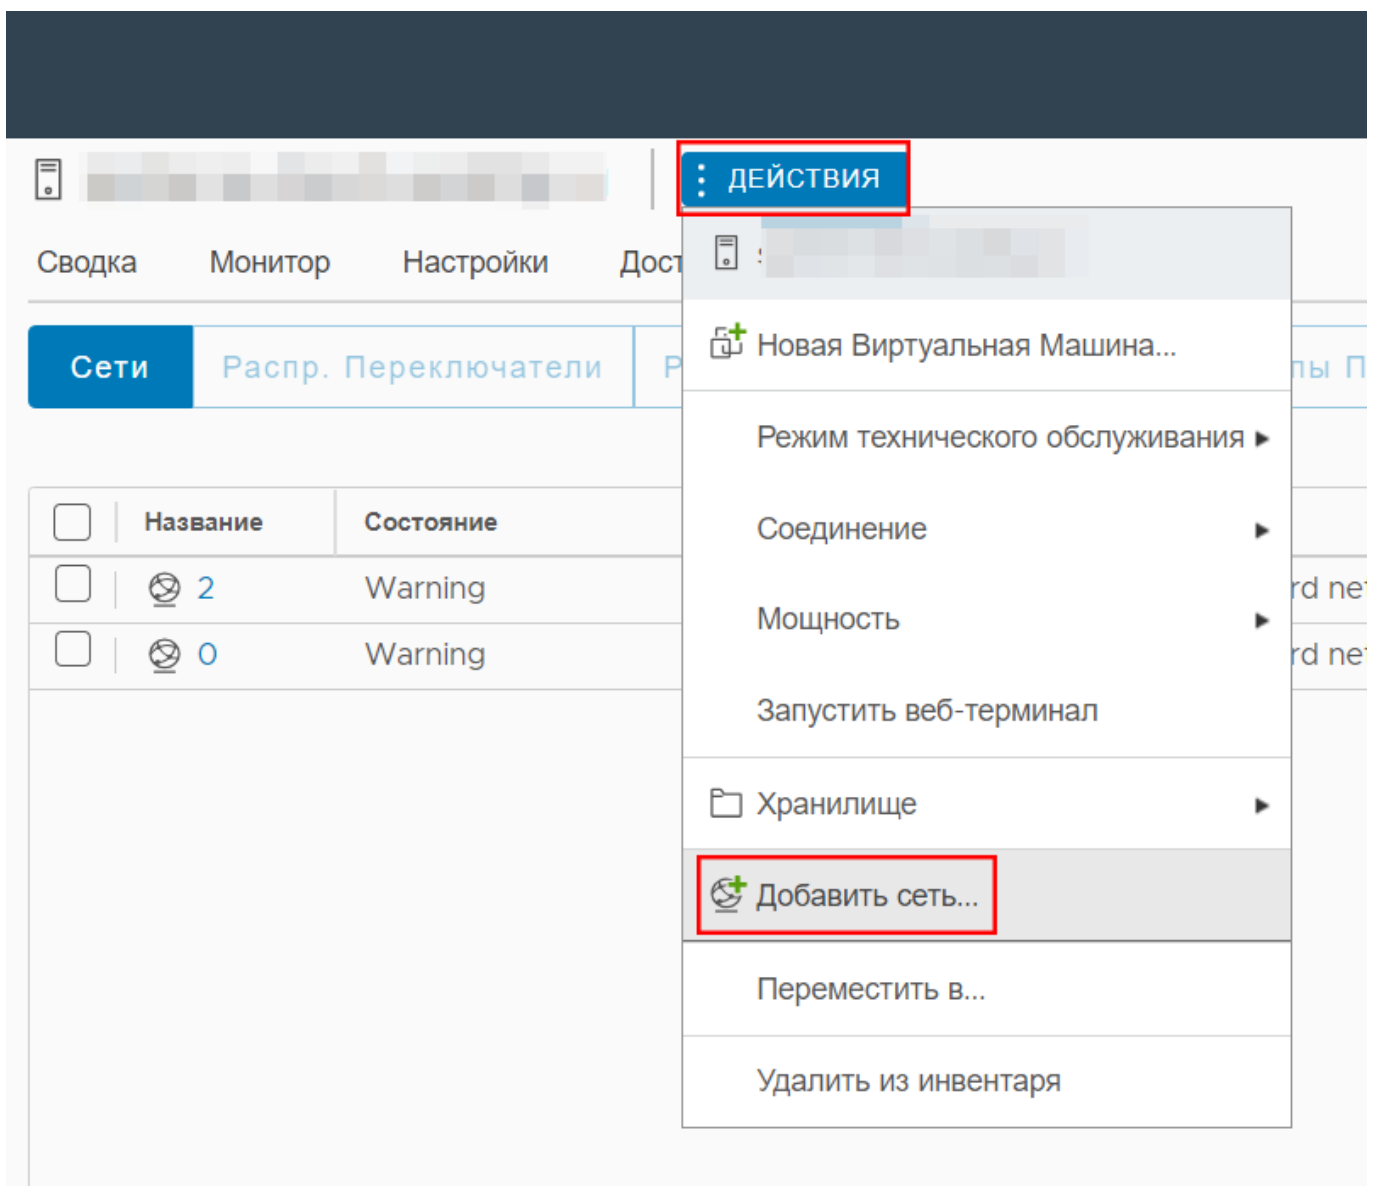 ДЕЙСТВИЯ
Сводка Монитор Настройки
Сети Распр. Переключатели
Новая Виртуальная Машина...
Режим технического обслуживания
Название Состояние
Соединение
2 Warning
Мощность
0 Warning
Запустить веб-терминал
Хранилище
Добавить сеть...
Переместить в...
Удалить из инвентаря